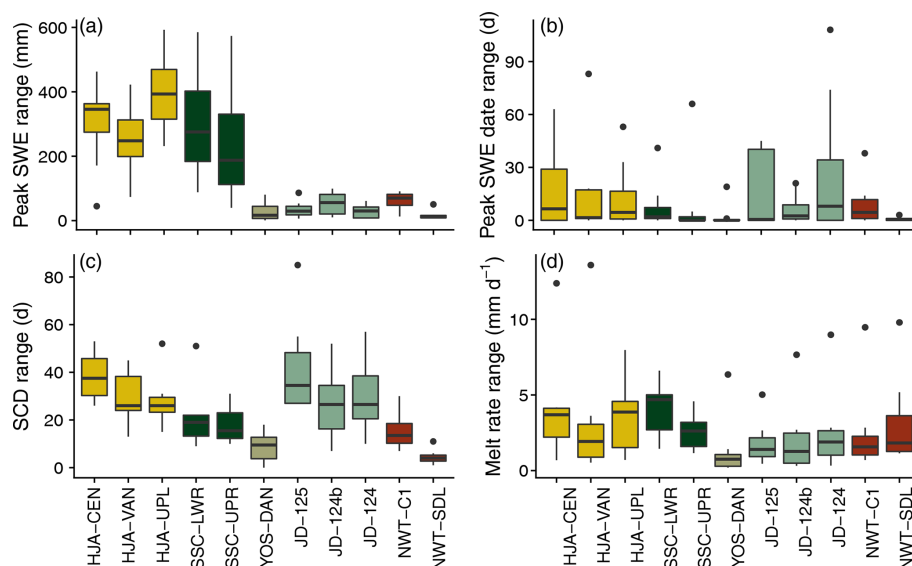 (a)
Peak SWE range (mm)
600
400
200
0
(b)
Peak SWE date range (d)
90
60
30
0
(c)
SCD range (d)
80
60
40
20
0
HJA−CEN
HJA−VAN
HJA−UPL
SSC−LWR
SSC−UPR
YOS−DAN
JD−125
JD−124b
JD−124
NWT−C1
NWT−SDL
(d)
Melt rate range (mm d⁻¹)
10
5
0
HJA−CEN
HJA−VAN
HJA−UPL
SSC−LWR
SSC−UPR
YOS−DAN
JD−125
JD−124b
JD−124
NWT−C1
NWT−SDL